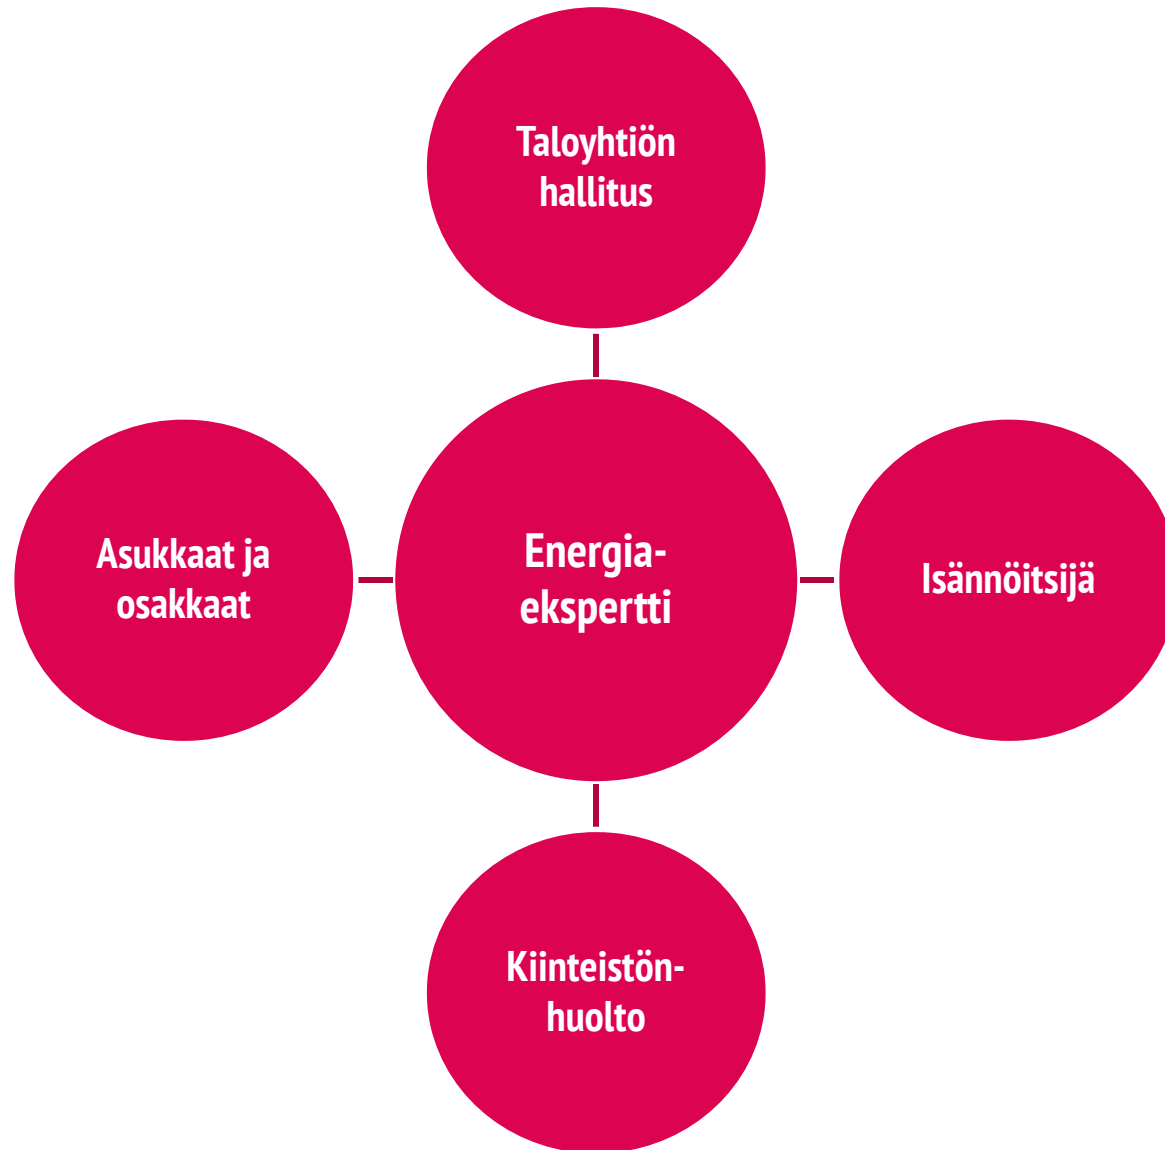 Taloyhtiön
hallitus
Asukkaat ja
osakkaat
Energia-
ekspertti
Isännöitsijä
Kiinteistön-
huolto